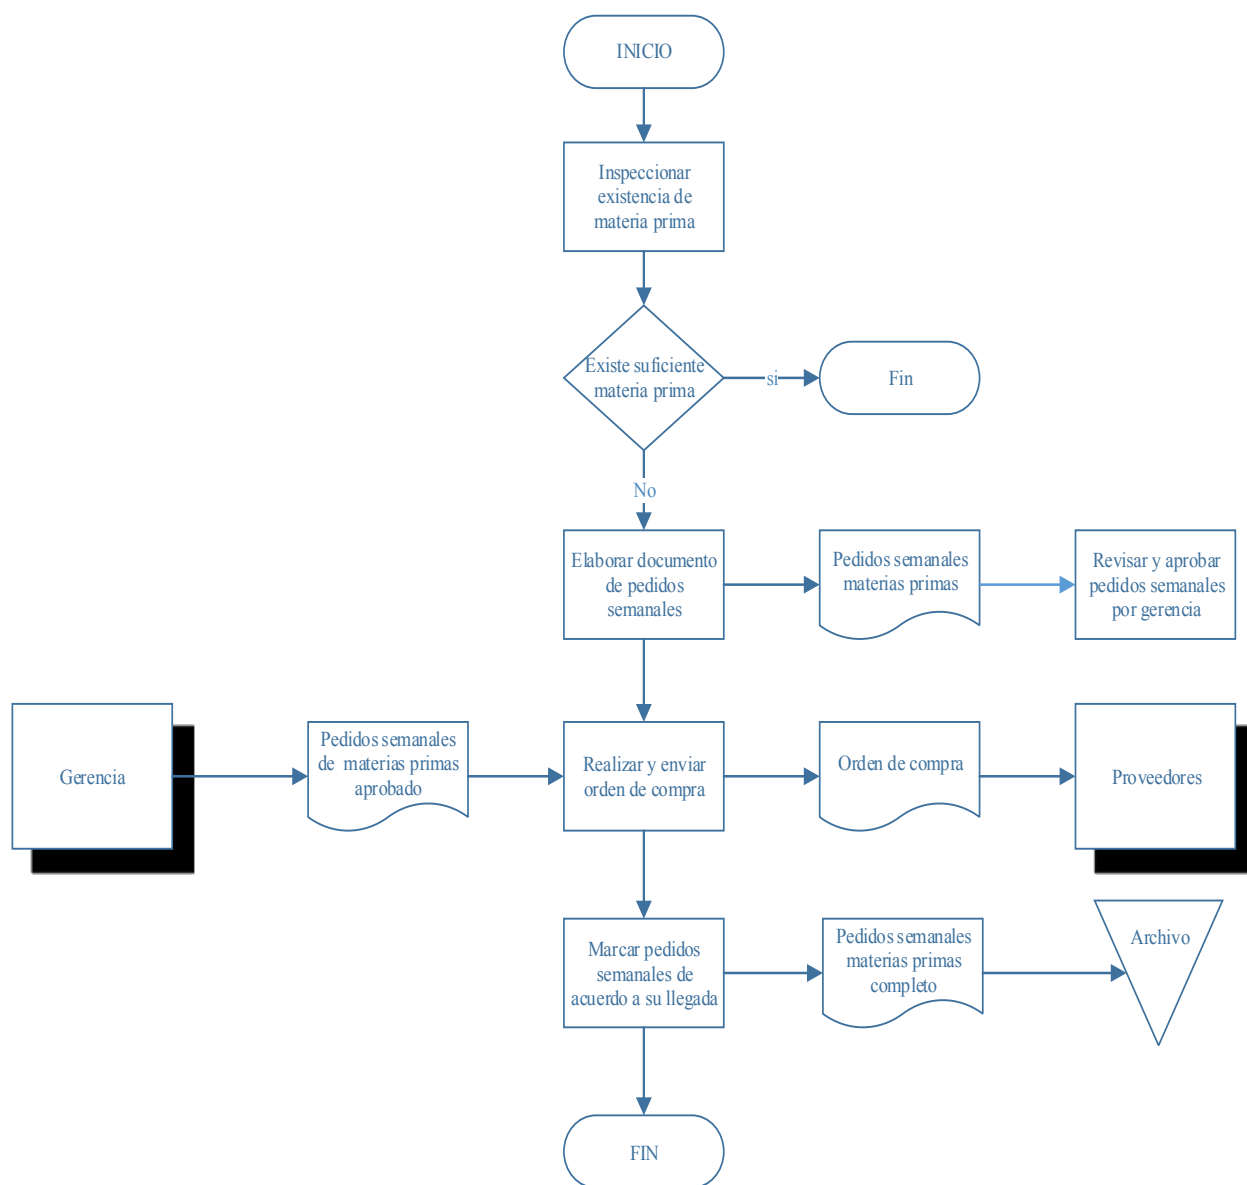 INICIO
Inspeccionar
existencia de
materia prima
Existe suficiente
materia prima
si
Fin
No
Elaborar documento
de pedidos
semanales
Pedidos semanales
materias primas
Revisar y aprobar
pedidos semanales
por gerencia
Gerencia
Pedidos semanales
de materias primas
aprobado
Realizar y enviar
orden de compra
Orden de compra
Proveedores
Marcar pedidos
semanales de
acuerdo a su llegada
Pedidos semanales
materias primas
completo
Archivo
FIN